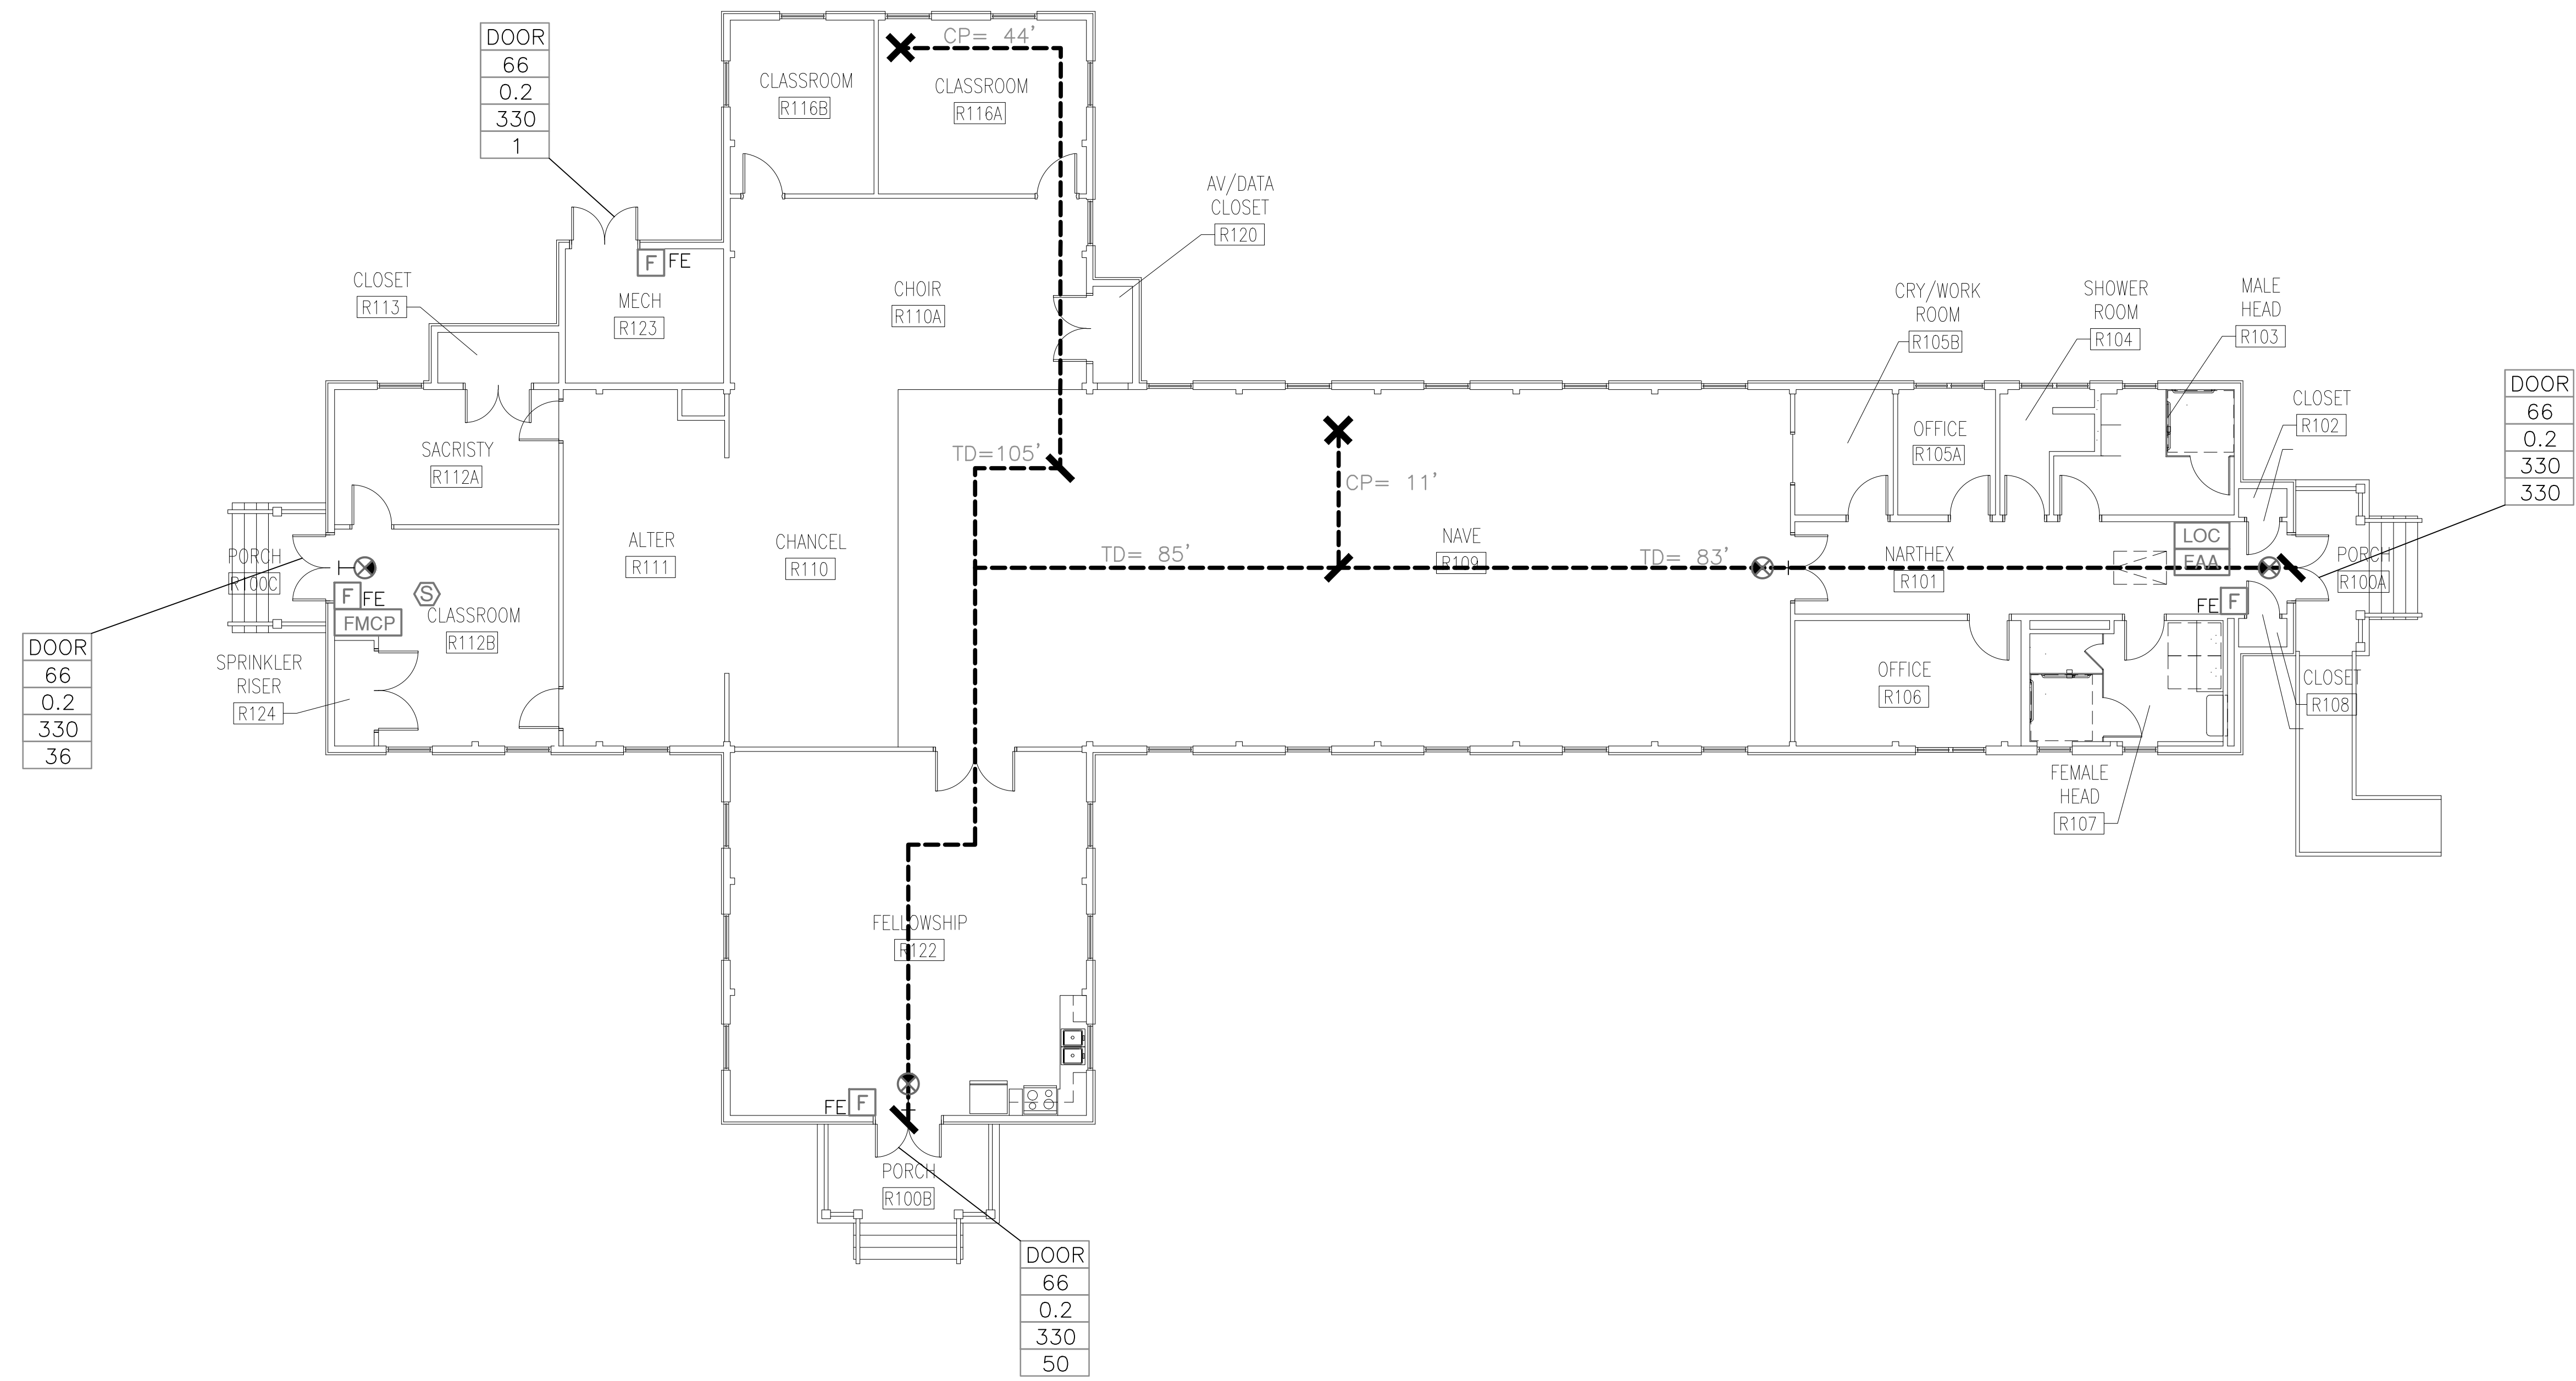 DOOR
66
0.2
330
1
CP= 44'
CLASSROOM
R116B
CLASSROOM
R116A
AV/DATA
CLOSET
R120
CLOSET
R113
F FE
MECH
R123
CHOIR
R110A
CRY/WORK
ROOM
R105B
SHOWER
ROOM
R104
MALE
HEAD
R103
DOOR
66
0.2
330
330
CLOSET
R102
SACRISTY
R112A
TD=105'
CP= 11'
OFFICE
R105A
PORCH
R100C
ALTER
R111
CHANCEL
R110
TD= 85'
NAVE
R109
TD= 83'
NARTHEX
R101
LOC
EAA
PORCH
R100A
F FE
S
FMCP
CLASSROOM
R112B
FE F
DOOR
66
0.2
330
36
SPRINKLER
RISER
R124
OFFICE
R106
CLOSET
R108
FEMALE
HEAD
R107
FELLOWSHIP
R122
FE F
PORCH
R100B
DOOR
66
0.2
330
50